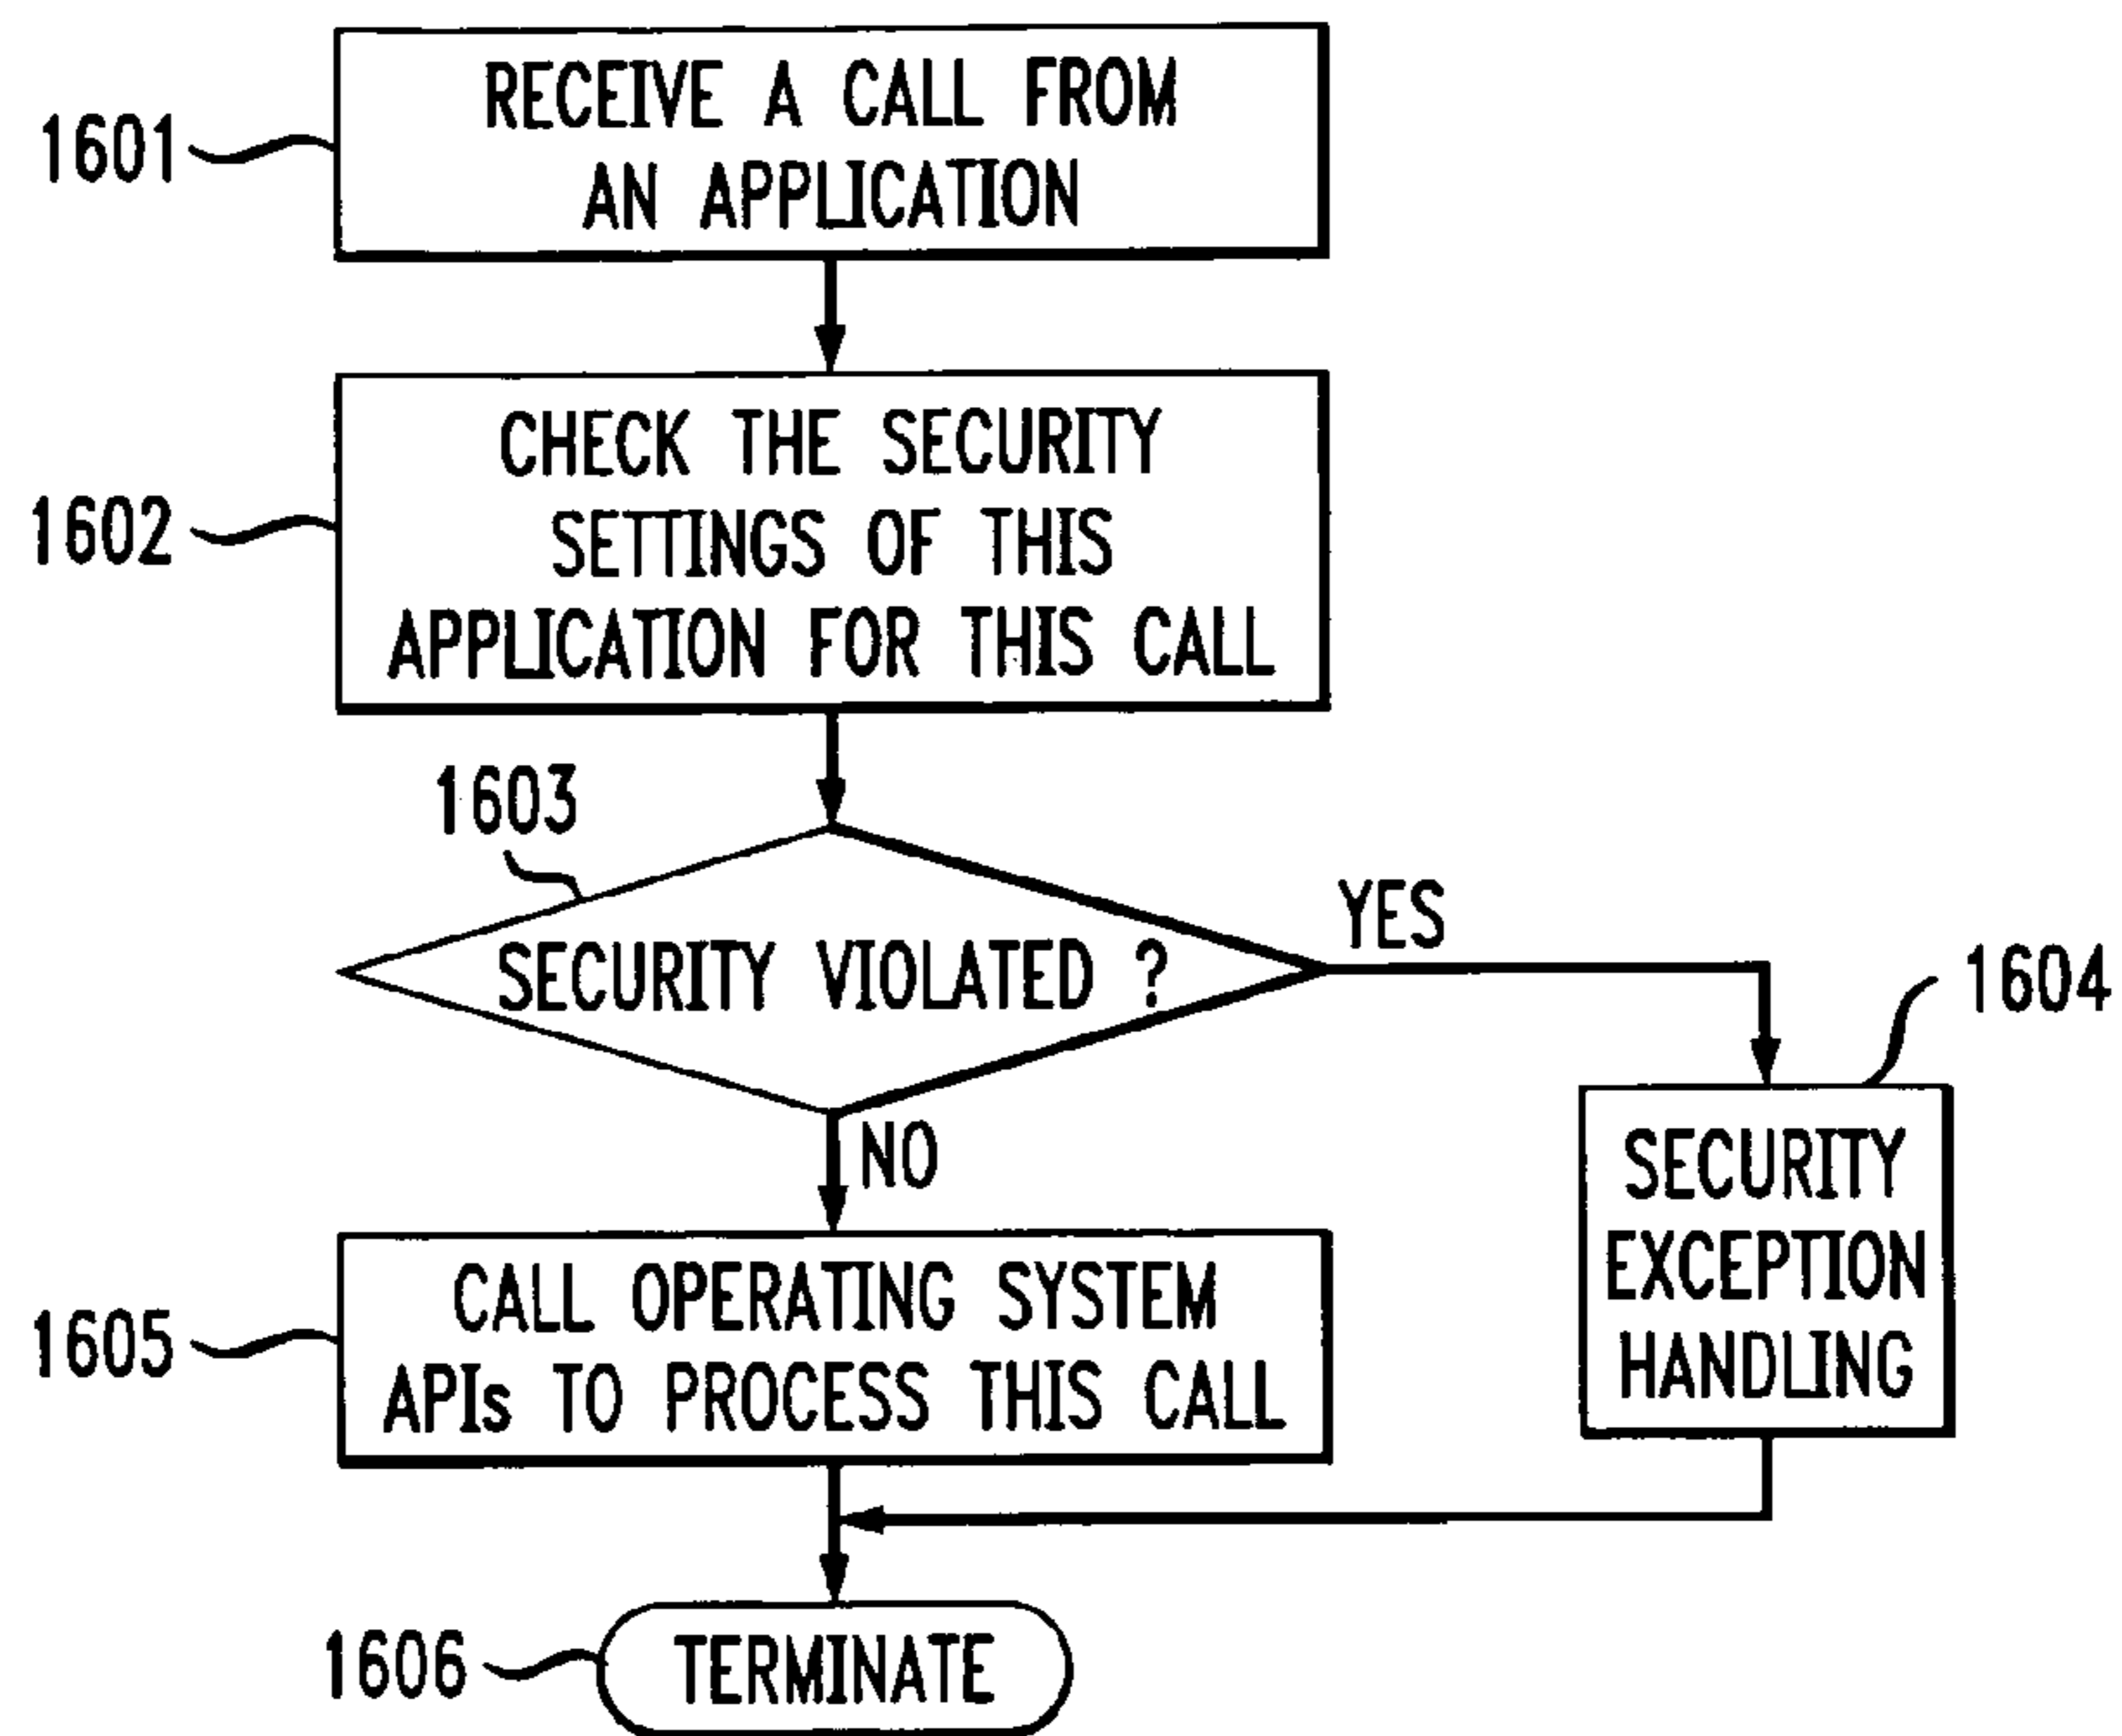 RECEIVE A CALL FROM
AN APPLICATION
1601
CHECK THE SECURITY
SETTINGS OF THIS
APPLICATION FOR THIS CALL
1602
1603
SECURITY VIOLATED ?
YES
1604
NO
SECURITY
EXCEPTION
HANDLING
CALL OPERATING SYSTEM
APIs TO PROCESS THIS CALL
1605
1606
TERMINATE